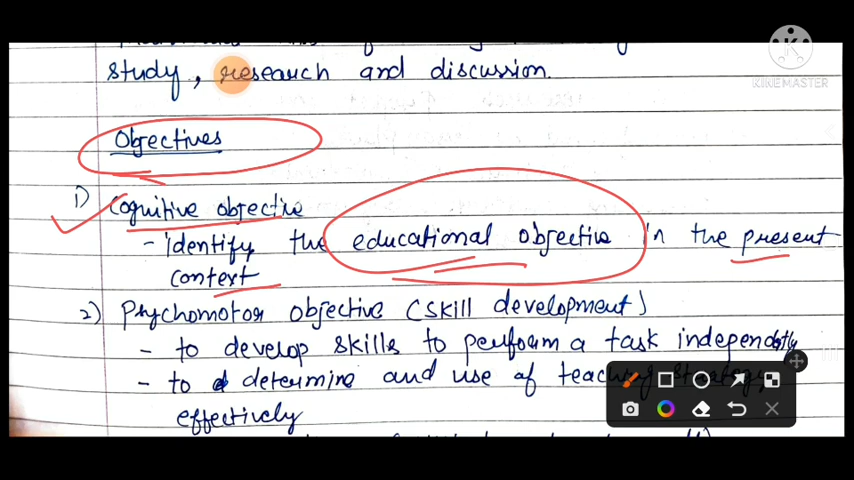 study, research and discussion.
KINEMASTER
Objectives
1) Cognitive objective
- Identify the educational objective in the present
context
2) Psychomotor objective (skill development)
- to develop skills to perform a task independently
- to determine and use of teaching strategy
effectively